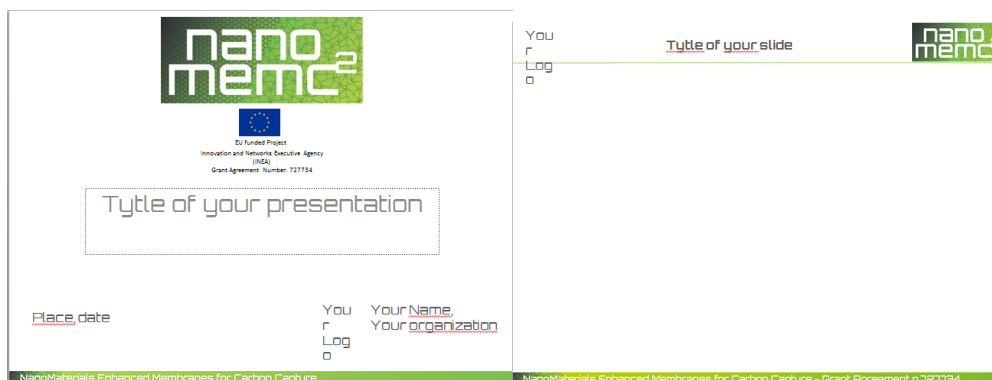 nano
memc²
EU funded Project
Innovation and Networks Executive Agency
(INEA)
Grant Agreement Number: 727734
Tytle of your presentation
Place, date
You
r
Log
o
Your Name,
Your organization
NanoMaterials Enhanced Membranes for Carbon Capture
You
r
Log
o
Tytle of your slide
nano
memc
NanoMaterials Enhanced Membranes for Carbon Capture - Grant Agreement n.727734